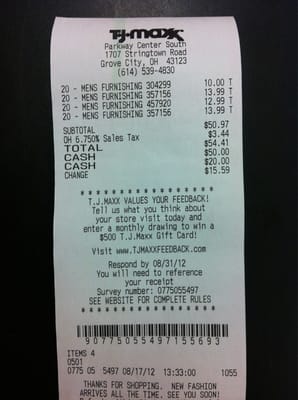 T·J·maxx
Parkway Center South
1707 Stringtown Road
Grove City, OH 43123
(614) 539-4830
20 - MENS FURNISHING 304299 10.00 T
20 - MENS FURNISHING 357156 13.99 T
20 - MENS FURNISHING 457920 12.99 T
20 - MENS FURNISHING 357156 13.99 T
SUBTOTAL $50.97
OH 6.750% Sales Tax $3.44
TOTAL $54.41
CASH $50.00
CASH $20.00
CHANGE $15.59
* * * * * * * * * * * * * * * * * *
T.J.MAXX VALUES YOUR FEEDBACK!
Tell us what you think about
your store visit today and
enter a monthly drawing to win a
$500 T.J.Maxx Gift Card!
Visit www.TJMAXXFEEDBACK.com
Respond by 08/31/12
You will need to reference
your receipt
Survey number: 0775055497
SEE WEBSITE FOR COMPLETE RULES
* * * * * * * * * * * * * * * * * *
90775055497155693
ITEMS 4
0501
0775 05 5497 08/17/12 13:33:00 1055
THANKS FOR SHOPPING. NEW FASHION
ARRIVES ALL THE TIME. SEE YOU SOON!